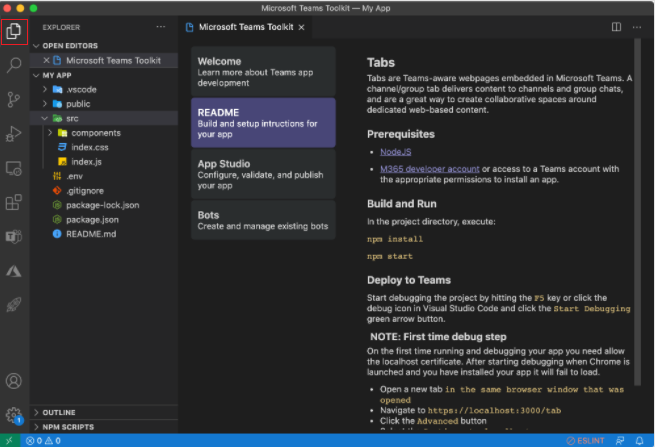 Microsoft Teams Toolkit — My App
EXPLORER
OPEN EDITORS
Microsoft Teams Toolkit
MY APP
.vscode
public
src
components
index.css
index.js
.env
.gitignore
package-lock.json
package.json
README.md
OUTLINE
NPM SCRIPTS
Microsoft Teams Toolkit
Welcome
Learn more about Teams app
development
README
Build and setup intructions for
your app
App Studio
Configure, validate, and publish
your app
Bots
Create and manage existing bots
Tabs
Tabs are Teams-aware webpages embedded in Microsoft Teams. A
channel/group tab delivers content to channels and group chats,
and are a great way to create collaborative spaces around
dedicated web-based content.
Prerequisites
NodeJS
M365 developer account or access to a Teams account with
the appropriate permissions to install an app.
Build and Run
In the project directory, execute:
npm install
npm start
Deploy to Teams
Start debugging the project by hitting the F5 key or click the
debug icon in Visual Studio Code and click the Start Debugging
green arrow button.
NOTE: First time debug step
On the first time running and debugging your app you need allow
the localhost certificate. After starting debugging when Chrome is
launched and you have installed your app it will fail to load.
Open a new tab in the same browser window that was
opened
Navigate to https://localhost:3000/tab
Click the Advanced button
1
0 0
ESLINT